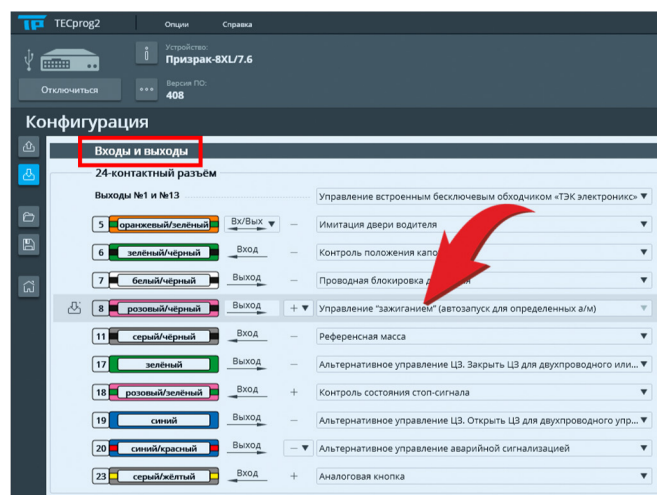 TECprog2 Опции Справка
Устройство:
Призрак-8XL/7.6
Отключиться
Версия ПО:
408
Конфигурация
Входы и выходы
24-контактный разъём
Выходы №1 и №13 Управление встроенным бесключевым обходчиком «ТЭК электроникс»
5 оранжевый/зелёный Вх/Вых — Имитация двери водителя
6 зелёный/чёрный Вход — Контроль положения капо
7 белый/чёрный Выход — Проводная блокировка д
8 розовый/чёрный Выход + Управление "зажиганием" (автозапуск для определенных а/м)
11 серый/чёрный Вход — Референсная масса
17 зелёный Выход — Альтернативное управление ЦЗ. Закрыть ЦЗ для двухпроводного или...
18 розовый/зелёный Вход + Контроль состояния стоп-сигнала
19 синий Выход — Альтернативное управление ЦЗ. Открыть ЦЗ для двухпроводного упр...
20 синий/красный Выход — Альтернативное управление аварийной сигнализацией
23 серый/жёлтый Вход + Аналоговая кнопка